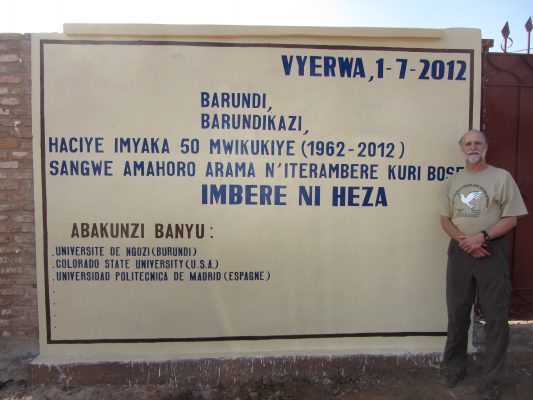 VYERWA, 1-7-2012
BARUNDI,
BARUNDIKAZI,
HACIYE IMYAKA 50 MWIKUKIYE (1962-2012)
SANGWE AMAHORO ARAMA N'ITERAMBERE KURI BOSE
IMBERE NI HEZA
ABAKUNZI BANYU :
.UNIVERSITE DE NGOZI (BURUNDI)
.COLORADO STATE UNIVERSITY (U.S.A.)
.UNIVERSIDAD POLITECNICA DE MADRID (ESPAGNE)